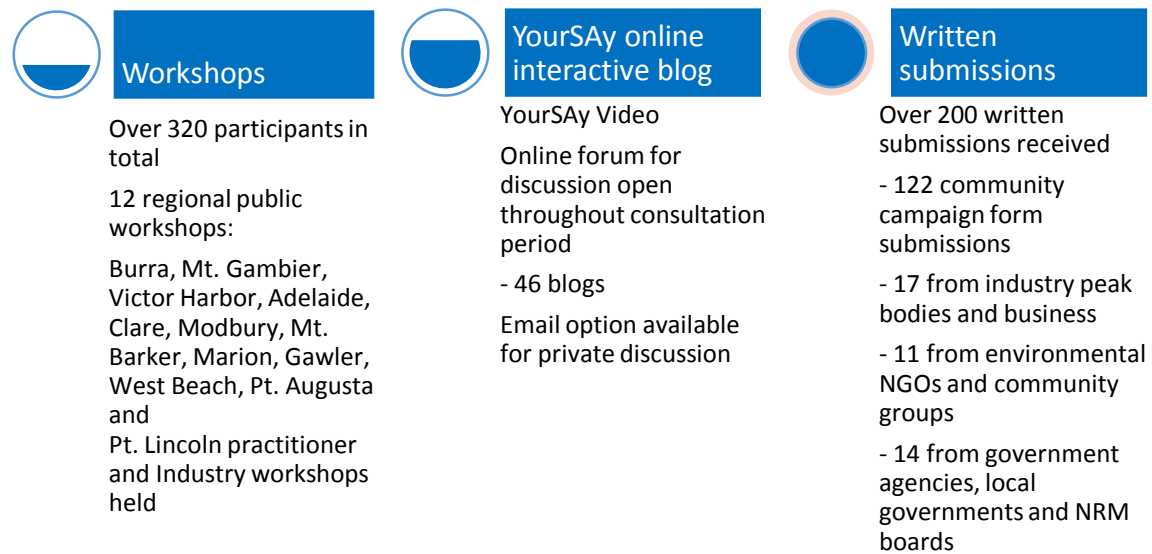 Workshops
Over 320 participants in
total
12 regional public
workshops:
Burra, Mt. Gambier,
Victor Harbor, Adelaide,
Clare, Modbury, Mt.
Barker, Marion, Gawler,
West Beach, Pt. Augusta
and
Pt. Lincoln practitioner
and Industry workshops
held
YourSAy online
interactive blog
YourSAy Video
Online forum for
discussion open
throughout consultation
period
- 46 blogs
Email option available
for private discussion
Written
submissions
Over 200 written
submissions received
- 122 community
campaign form
submissions
- 17 from industry peak
bodies and business
- 11 from environmental
NGOs and community
groups
- 14 from government
agencies, local
governments and NRM
boards